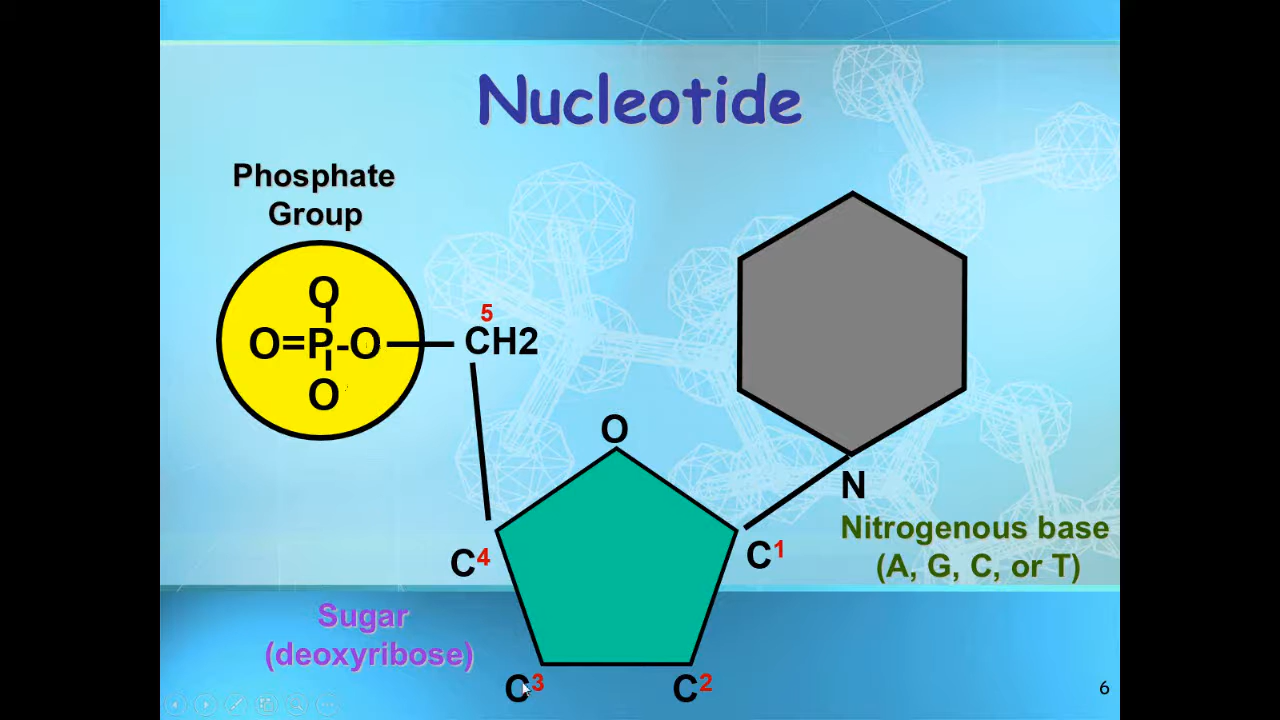 Nucleotide
Phosphate
Group
O
O=P-O
O
5
CH2
O
N
Nitrogenous base
(A, G, C, or T)
C1
C4
Sugar
(deoxyribose)
C3
C2
6